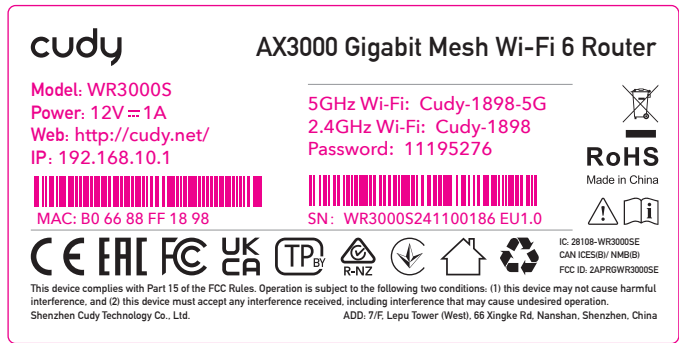 cudy
AX3000 Gigabit Mesh Wi-Fi 6 Router
Model: WR3000S
Power: 12V⎓1A
Web: http://cudy.net/
IP: 192.168.10.1
MAC: B0 66 88 FF 18 98
5GHz Wi-Fi: Cudy-1898-5G
2.4GHz Wi-Fi: Cudy-1898
Password: 11195276
SN: WR3000S241100186 EU1.0
RoHS
Made in China
CE EAC FC UK CA TP BY R-NZ
IC: 28108-WR3000SE
CAN ICES(B)/ NMB(B)
FCC ID: 2APRGWR3000SE
This device complies with Part 15 of the FCC Rules. Operation is subject to the following two conditions: (1) this device may not cause harmful
interference, and (2) this device must accept any interference received, including interference that may cause undesired operation.
Shenzhen Cudy Technology Co., Ltd.
ADD: 7/F, Lepu Tower (West), 66 Xingke Rd, Nanshan, Shenzhen, China